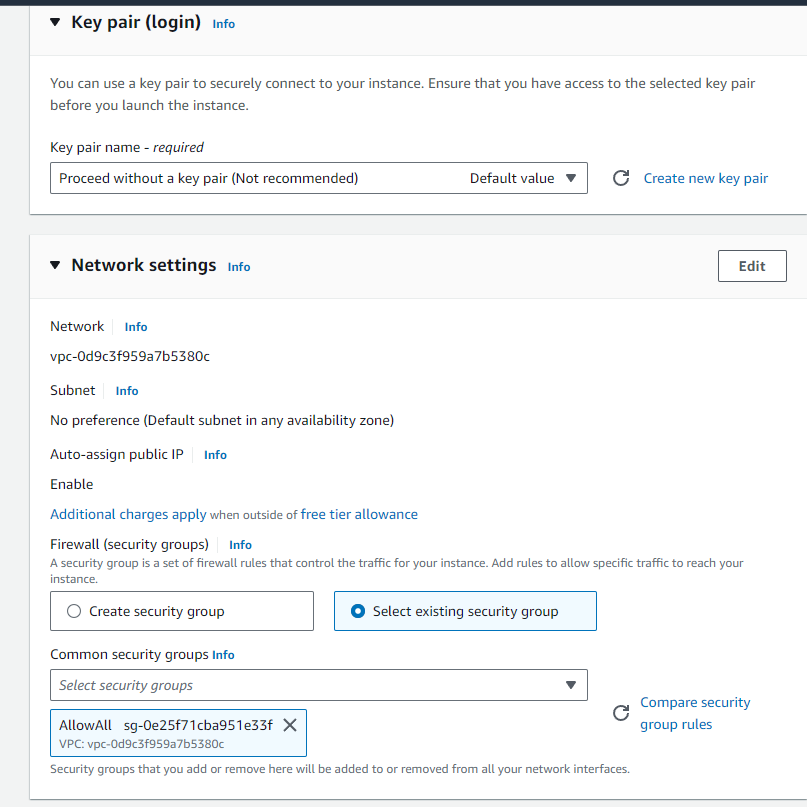 Key pair (login) Info
You can use a key pair to securely connect to your instance. Ensure that you have access to the selected key pair
before you launch the instance.
Key pair name - required
Proceed without a key pair (Not recommended) Default value
Create new key pair
Network settings Info
Edit
Network Info
vpc-0d9c3f959a7b5380c
Subnet Info
No preference (Default subnet in any availability zone)
Auto-assign public IP Info
Enable
Additional charges apply when outside of free tier allowance
Firewall (security groups) Info
A security group is a set of firewall rules that control the traffic for your instance. Add rules to allow specific traffic to reach your
instance.
Create security group
Select existing security group
Common security groups Info
Select security groups
AllowAll sg-0e25f71cba951e33f
VPC: vpc-0d9c3f959a7b5380c
Compare security
group rules
Security groups that you add or remove here will be added to or removed from all your network interfaces.